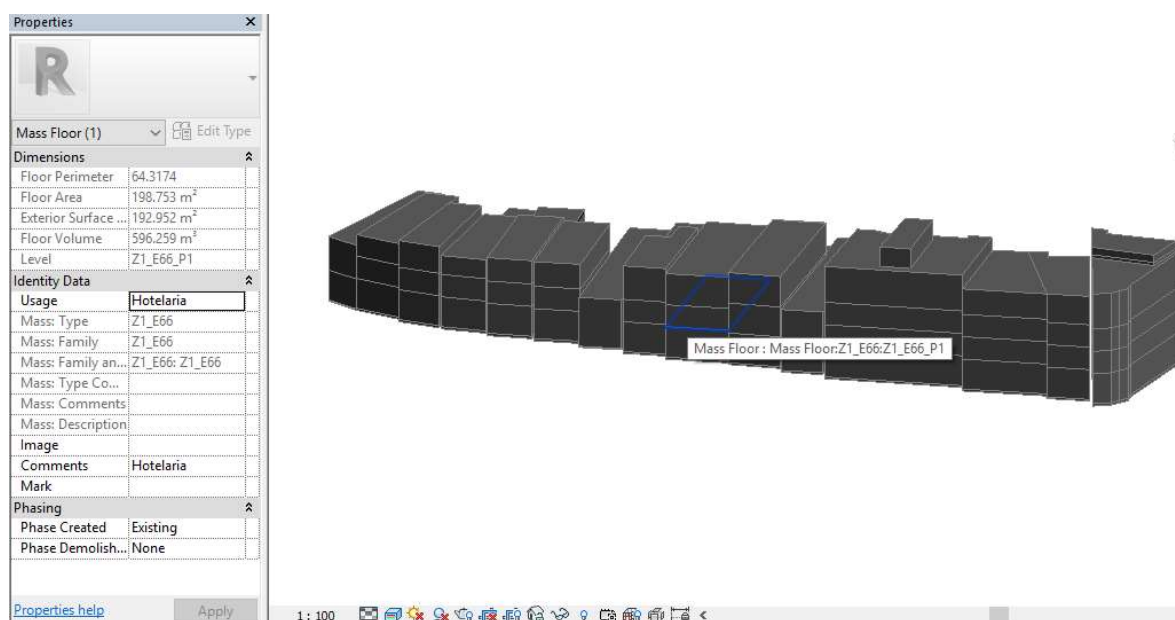 Properties
R
Mass Floor (1) Edit Type
Dimensions
Floor Perimeter 64.3174
Floor Area 198.753 m²
Exterior Surface ... 192.952 m²
Floor Volume 596.259 m³
Level Z1_E66_P1
Identity Data
Usage Hotelaria
Mass: Type Z1_E66
Mass: Family Z1_E66
Mass: Family an... Z1_E66: Z1_E66
Mass: Type Co...
Mass: Comments
Mass: Description
Image
Comments Hotelaria
Mark
Phasing
Phase Created Existing
Phase Demolish... None
Properties help Apply
Mass Floor : Mass Floor:Z1_E66:Z1_E66_P1
1 : 100